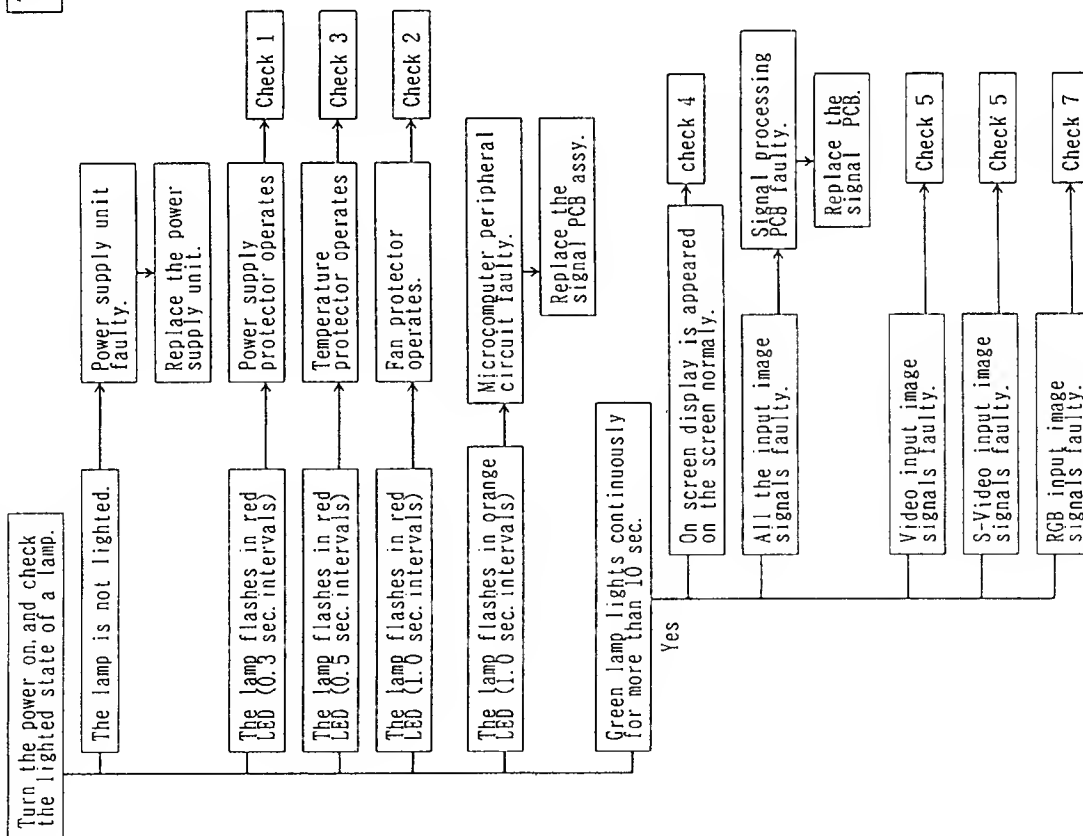 Turn the power on, and check
the lighted state of a lamp.
The lamp is not lighted.
Power supply unit
faulty.
Replace the power
supply unit.
The lamp flashes in red
LED (0.3 sec. intervals)
Power supply
protector operates
Check 1
The lamp flashes in red
LED (0.5 sec. intervals)
Temperature
protector operates
Check 3
The lamp flashes in red
LED (1.0 sec. intervals)
Fan protector
operates.
Check 2
The lamp flashes in orange
LED (1.0 sec. intervals)
Microcomputer peripheral
circuit faulty.
Replace the
signal PCB assy.
Green lamp lights continuously
for more than 10 sec.
Yes
On screen display is appeared
on the screen normaly.
check 4
All the input image
signals faulty.
Signal processing
PCB faulty.
Replace the
signal PCB.
Video input image
signals faulty.
Check 5
S-Video input image
signals faulty.
Check 5
RGB input image
signals faulty.
Check 7